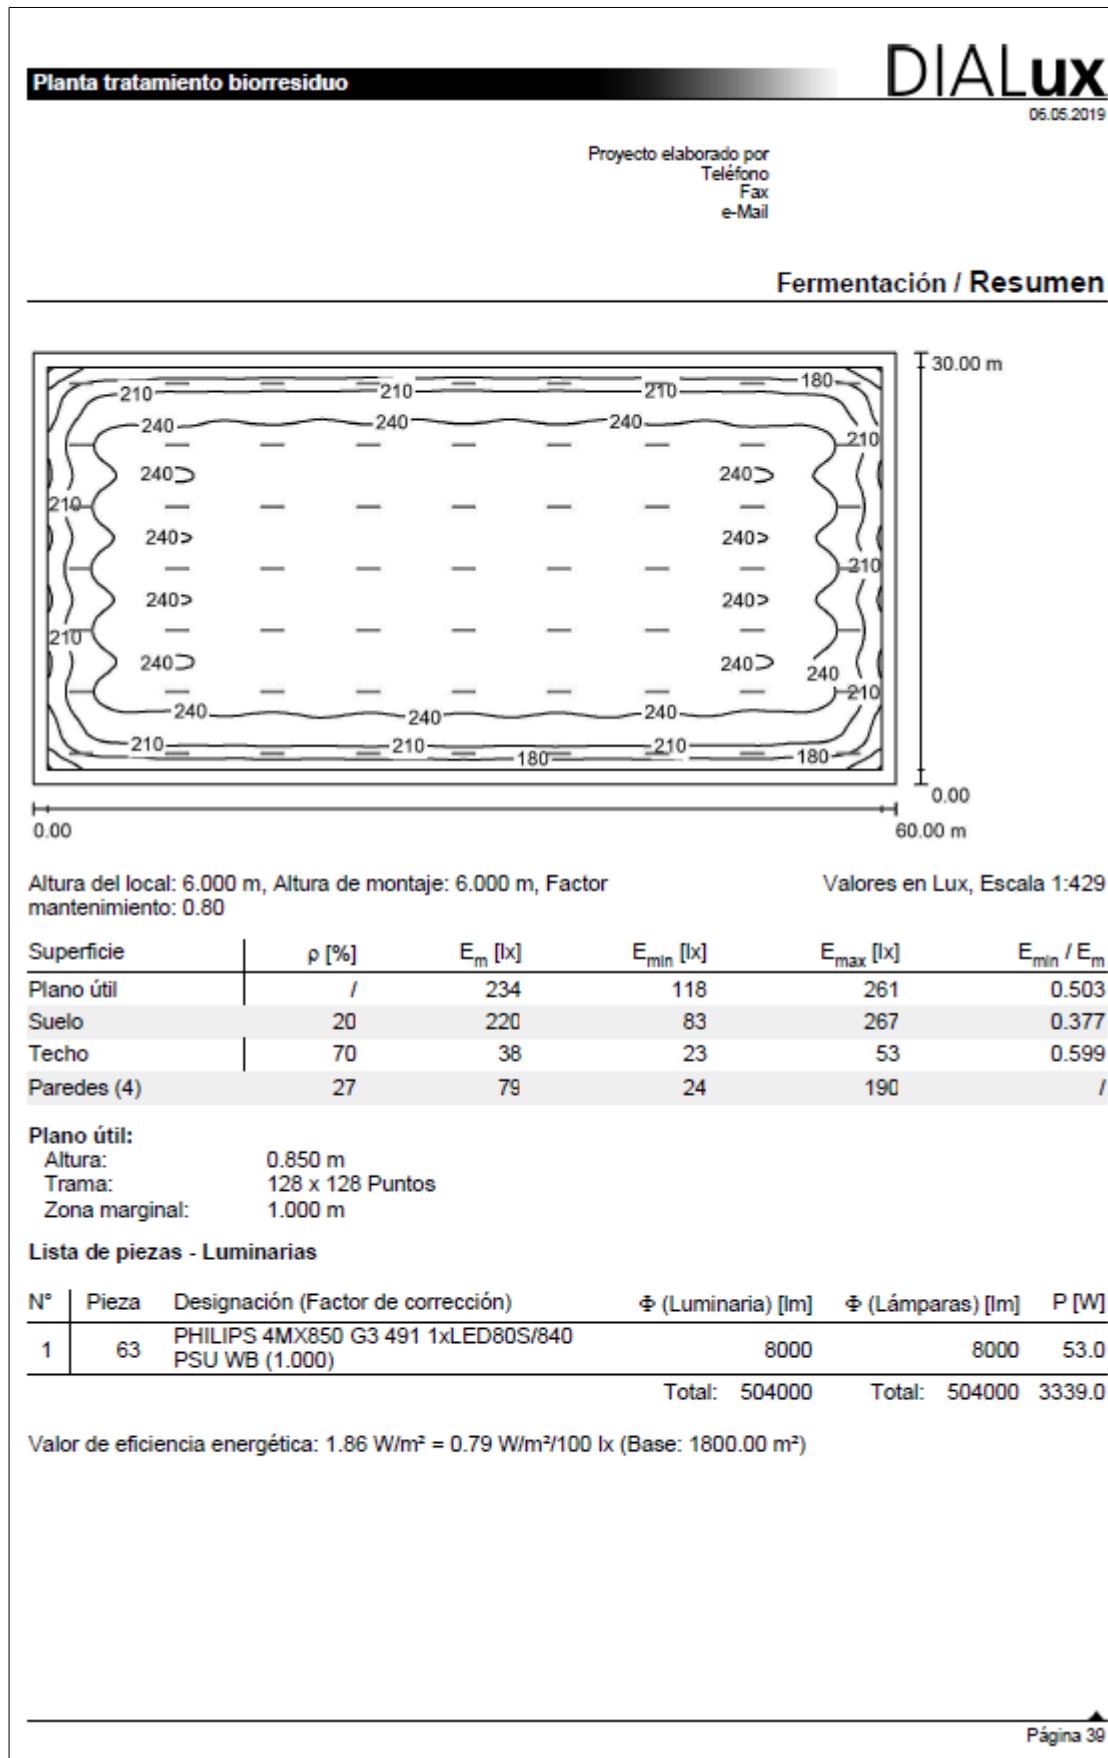 DIALux
Planta tratamiento biorresiduo
06.05.2019
Proyecto elaborado por
Teléfono
Fax
e-Mail
Fermentación / Resumen
30.00 m
180
210 210 210
240 240 240
210
240 240
210
240 240
210
240 240
210
240 240 240
210
240 240 240
210 210 210
180 180
0.00
0.00 60.00 m
Altura del local: 6.000 m, Altura de montaje: 6.000 m, Factor
mantenimiento: 0.80
Valores en Lux, Escala 1:429
Superficie ρ [%] Em [lx] Emin [lx] Emax [lx] Emin / Em
Plano útil / 234 118 261 0.503
Suelo 20 220 83 267 0.377
Techo 70 38 23 53 0.599
Paredes (4) 27 79 24 190 /
Plano útil:
Altura: 0.850 m
Trama: 128 x 128 Puntos
Zona marginal: 1.000 m
Lista de piezas - Luminarias
N° Pieza Designación (Factor de corrección) Φ (Luminaria) [lm] Φ (Lámparas) [lm] P [W]
1 63 PHILIPS 4MX850 G3 491 1xLED80S/840
PSU WB (1.000) 8000 8000 53.0
Total: 504000 Total: 504000 3339.0
Valor de eficiencia energética: 1.86 W/m² = 0.79 W/m²/100 lx (Base: 1800.00 m²)
Página 39